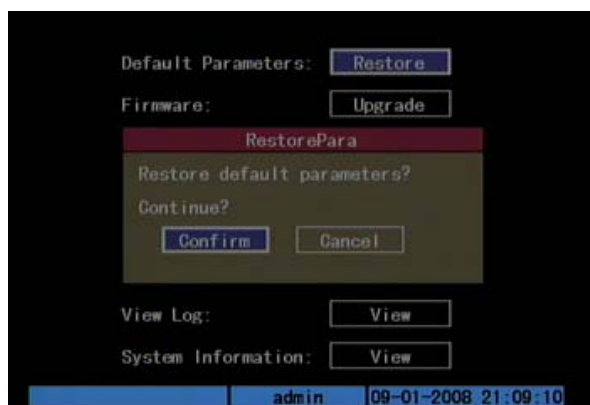 Default Parameters: Restore
Firmware: Upgrade
RestorePara
Restore default parameters?
Continue?
Confirm Cancel
View Log: View
System Information: View
admin 09-01-2008 21:09:10